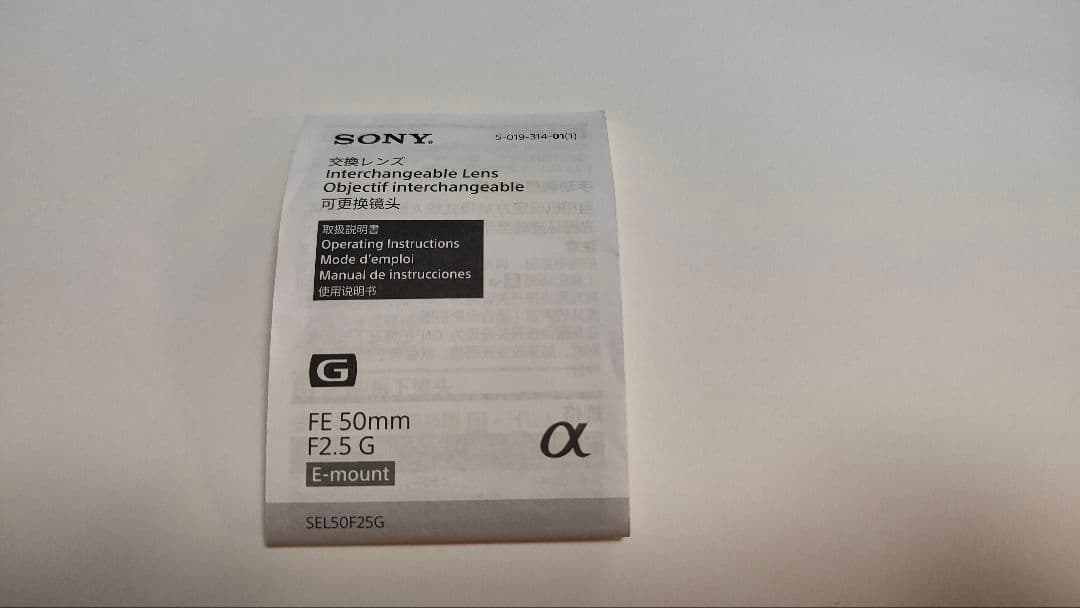 SONY®
5-019-314-01(1)
交換レンズ
Interchangeable Lens
Objectif interchangeable
可更换镜头
取扱説明書
Operating Instructions
Mode d'emploi
Manual de instrucciones
使用说明书
G
FE 50mm
F2.5 G
α
E-mount
SEL50F25G